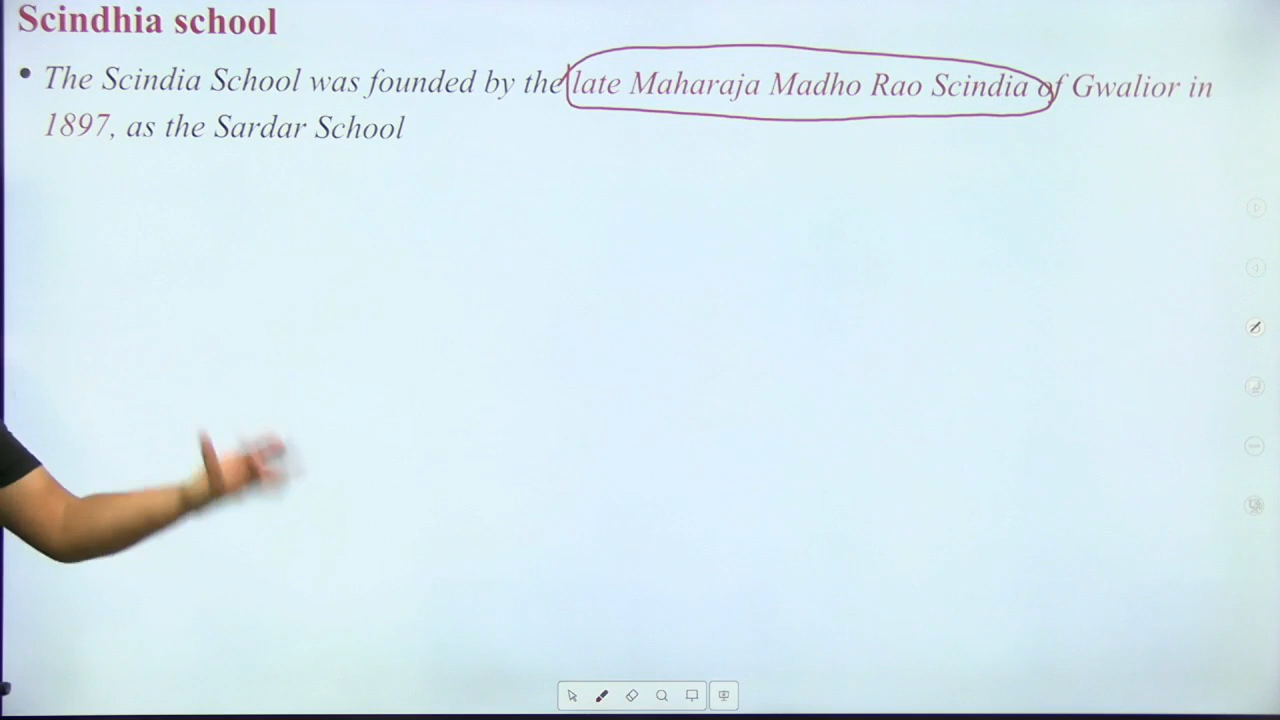 Scindhia school
• The Scindia School was founded by the late Maharaja Madho Rao Scindia of Gwalior in
1897, as the Sardar School